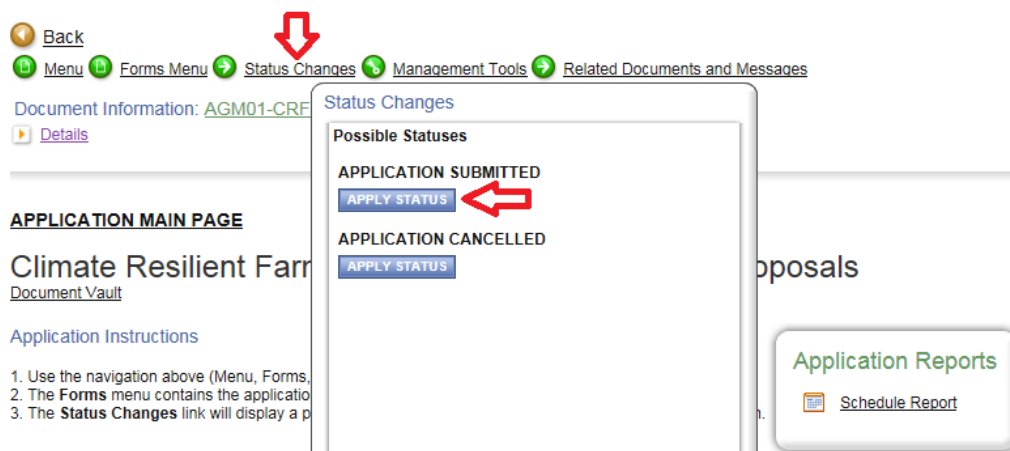 Back
Menu Forms Menu Status Changes Management Tools Related Documents and Messages
Document Information: AGM01-CRF
Details
Status Changes
Possible Statuses
APPLICATION SUBMITTED
APPLY STATUS
APPLICATION CANCELLED
APPLY STATUS
APPLICATION MAIN PAGE
Climate Resilient Farm
Document Vault
Application Instructions
1. Use the navigation above (Menu, Forms,
2. The Forms menu contains the applicatio
3. The Status Changes link will display a p
oposals
n.
Application Reports
Schedule Report